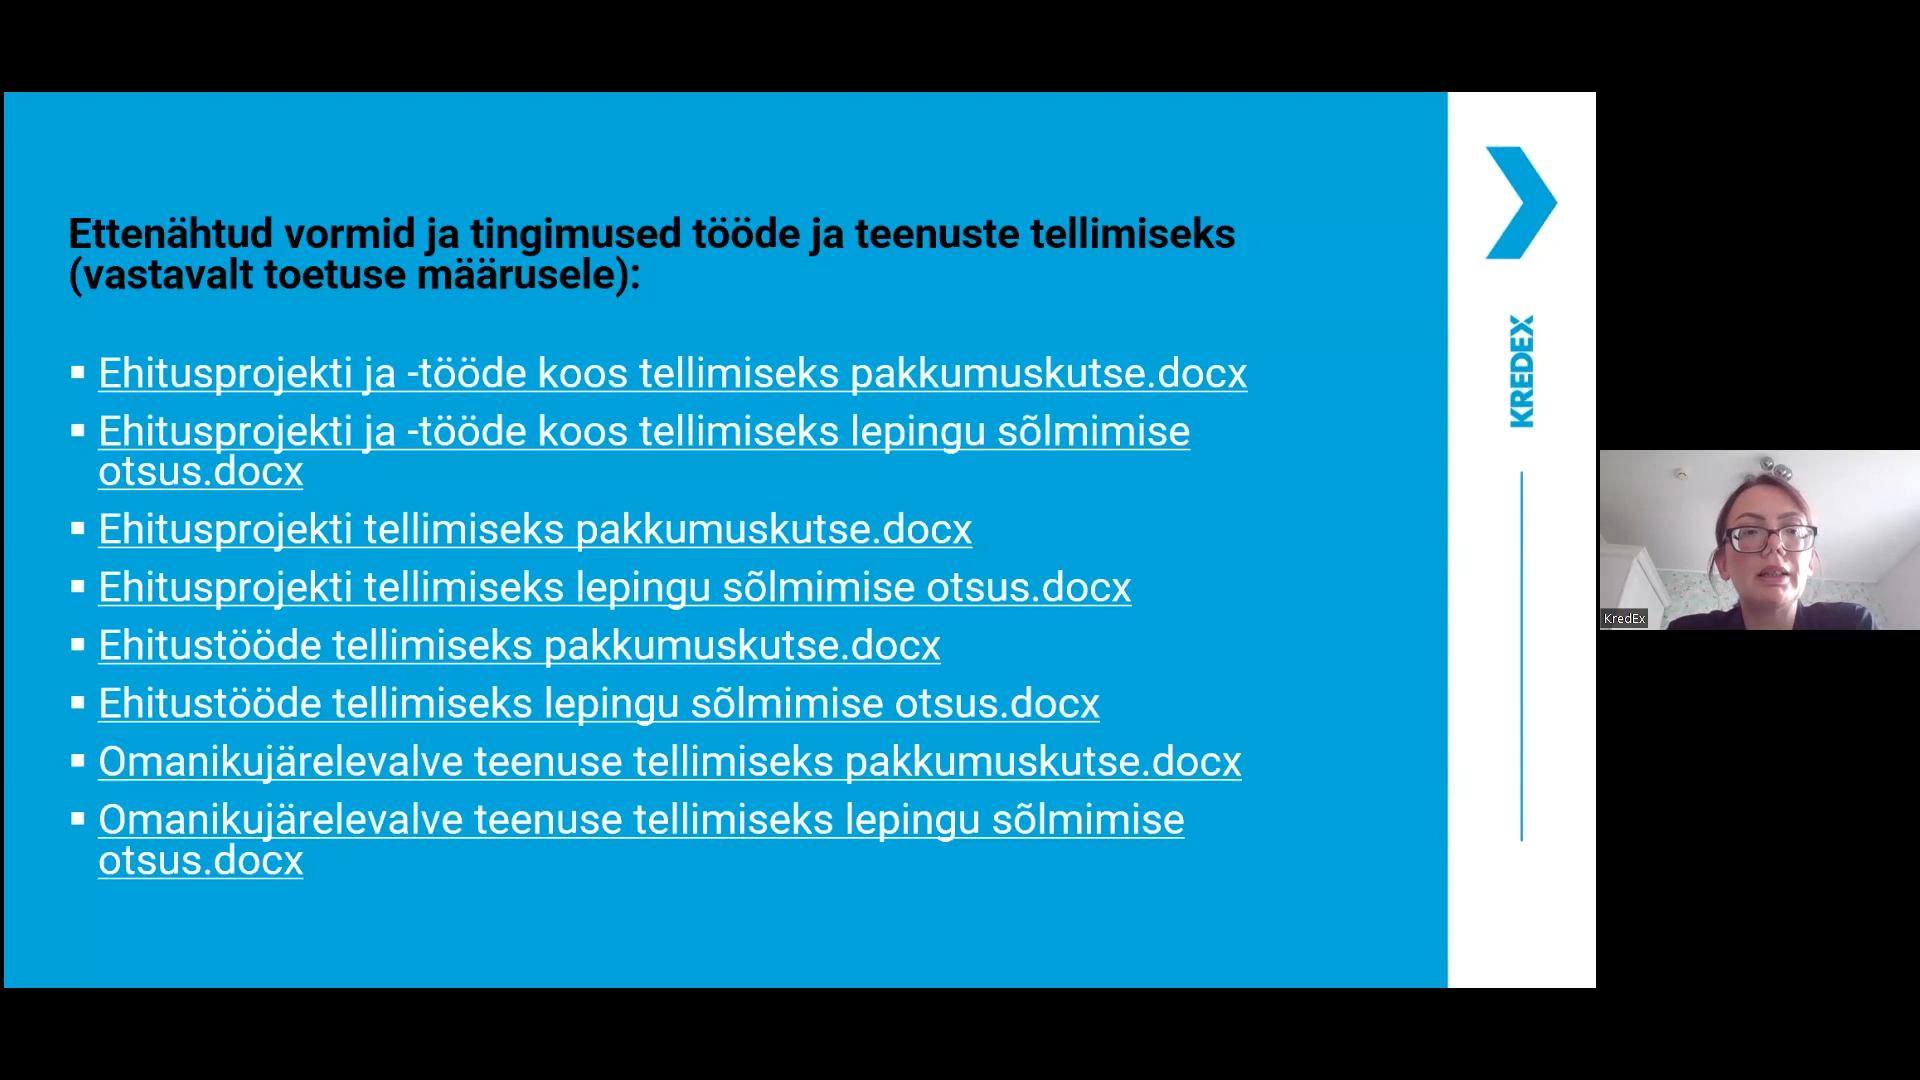 Ettenähtud vormid ja tingimused tööde ja teenuste tellimiseks
(vastavalt toetuse määrusele):
▪ Ehitusprojekti ja -tööde koos tellimiseks pakkumuskutse.docx
▪ Ehitusprojekti ja -tööde koos tellimiseks lepingu sõlmimise
otsus.docx
▪ Ehitusprojekti tellimiseks pakkumuskutse.docx
▪ Ehitusprojekti tellimiseks lepingu sõlmimise otsus.docx
▪ Ehitustööde tellimiseks pakkumuskutse.docx
▪ Ehitustööde tellimiseks lepingu sõlmimise otsus.docx
▪ Omanikujärelevalve teenuse tellimiseks pakkumuskutse.docx
▪ Omanikujärelevalve teenuse tellimiseks lepingu sõlmimise
otsus.docx
KREDEX
KredEx